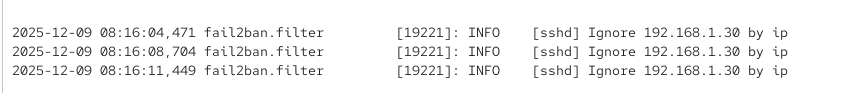 2025-12-09 08:16:04,471 fail2ban.filter         [19221]: INFO    [sshd] Ignore 192.168.1.30 by ip
2025-12-09 08:16:08,704 fail2ban.filter         [19221]: INFO    [sshd] Ignore 192.168.1.30 by ip
2025-12-09 08:16:11,449 fail2ban.filter         [19221]: INFO    [sshd] Ignore 192.168.1.30 by ip